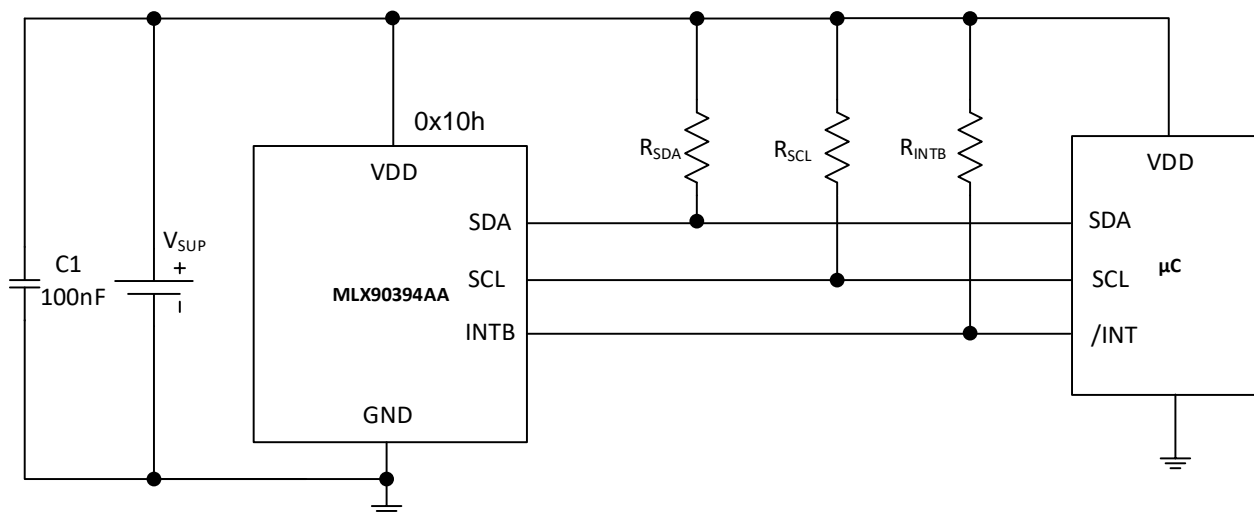 0x10h
VDD
SDA
SCL
INTB
GND
MLX90394AA
C1
100nF
VSUP
+
RSDA
RSCL
RINTB
VDD
SDA
SCL
/INT
µC